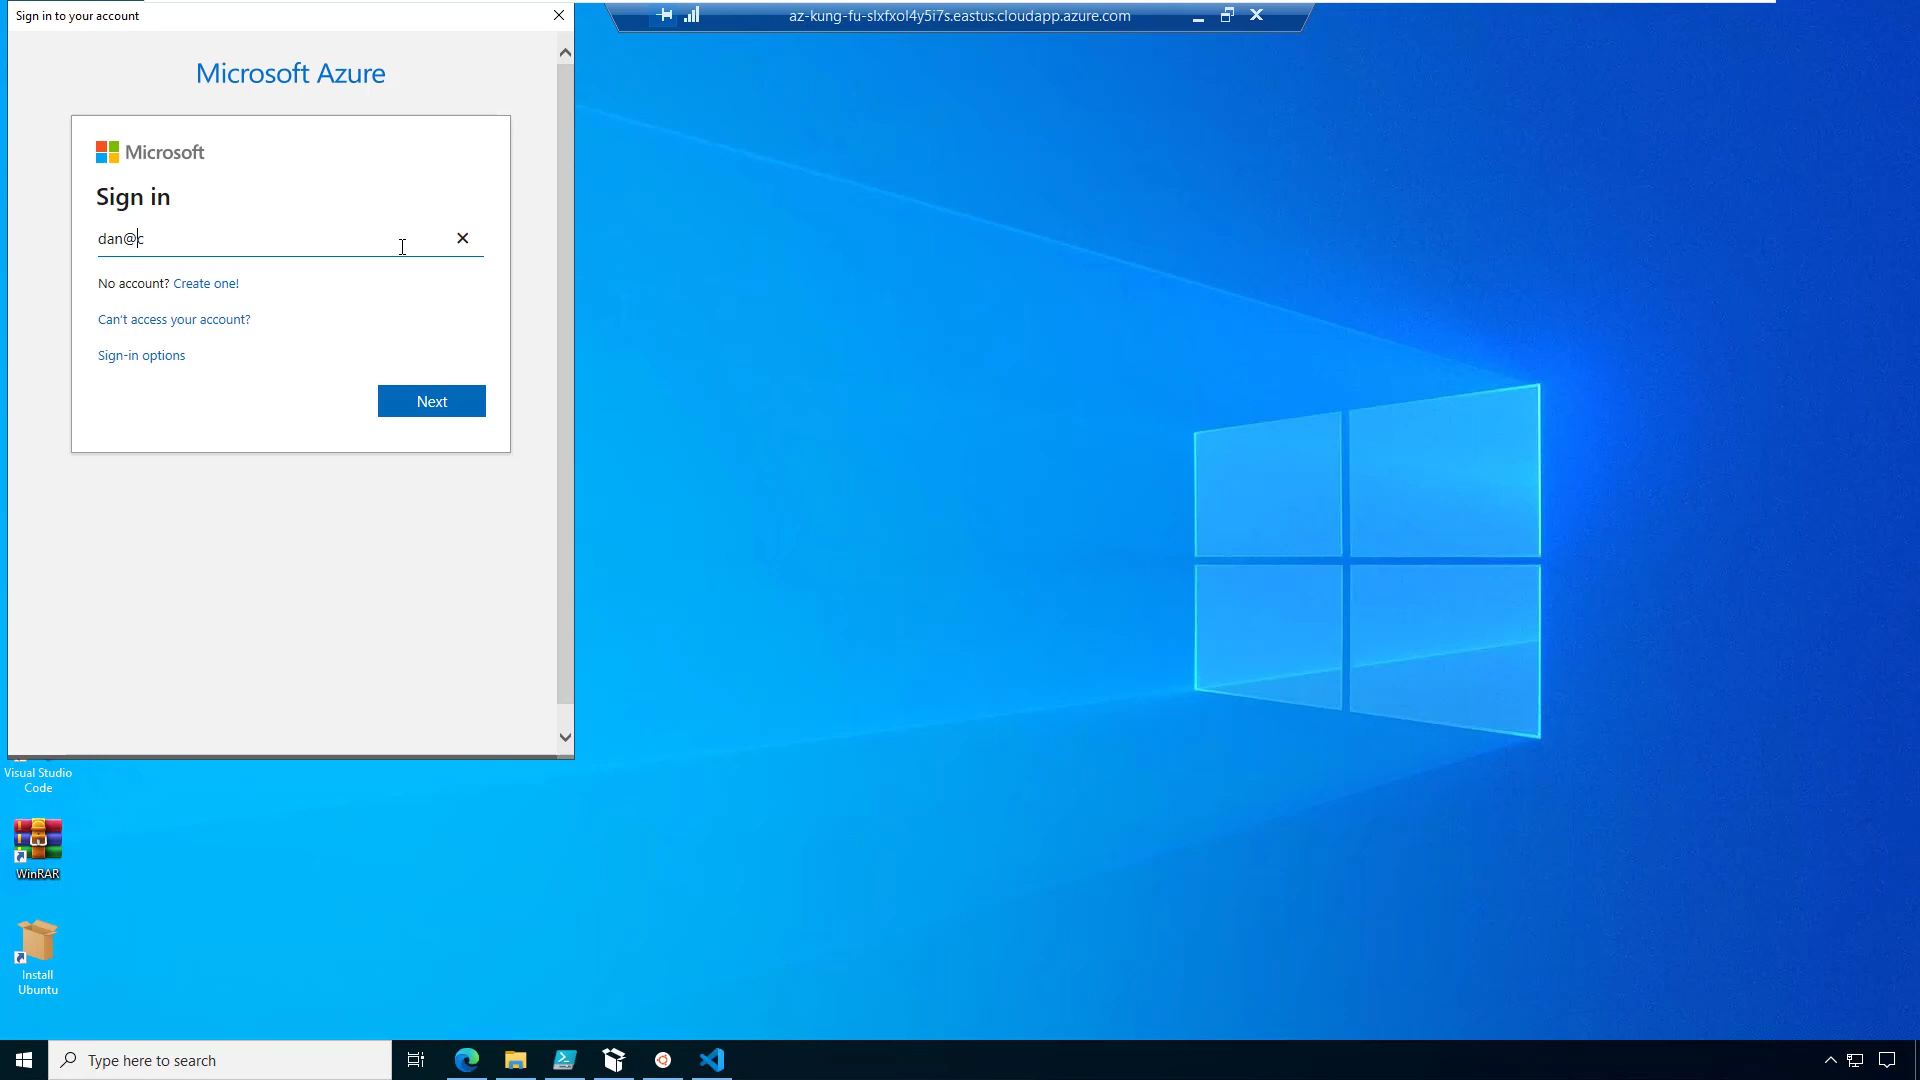 Sign in to your account
az-kung-fu-slxfxol4y5i7s.eastus.cloudapp.azure.com
Microsoft Azure
Microsoft
Sign in
dan@c
No account? Create one!
Can't access your account?
Sign-in options
Next
Visual Studio
Code
WinRAR
Install
Ubuntu
Type here to search